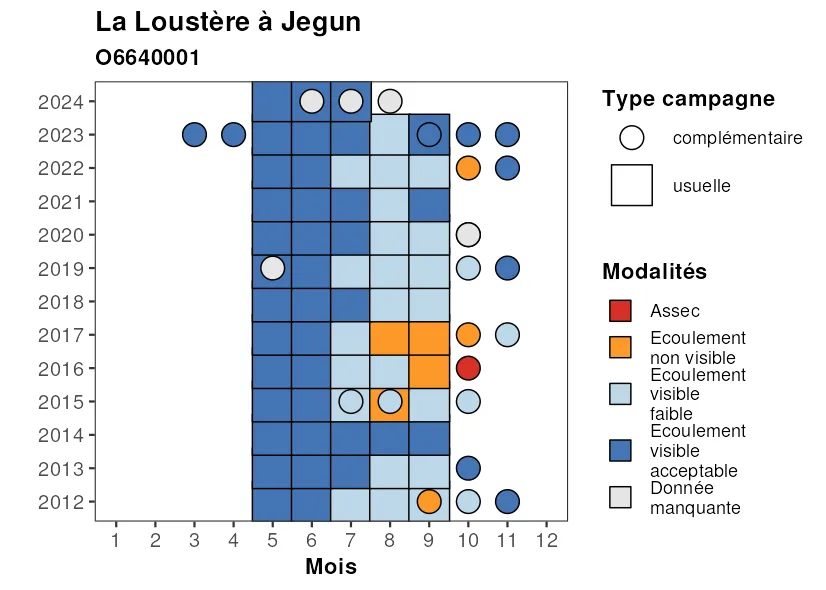 La Loustère à Jegun
O6640001
2024
2023
2022
2021
2020
2019
2018
2017
2016
2015
2014
2013
2012
1 2 3 4 5 6 7 8 9 10 11 12
Mois
Type campagne
complémentaire
usuelle
Modalités
Assec
Ecoulement
non visible
Ecoulement
visible
faible
Ecoulement
visible
acceptable
Donnée
manquante